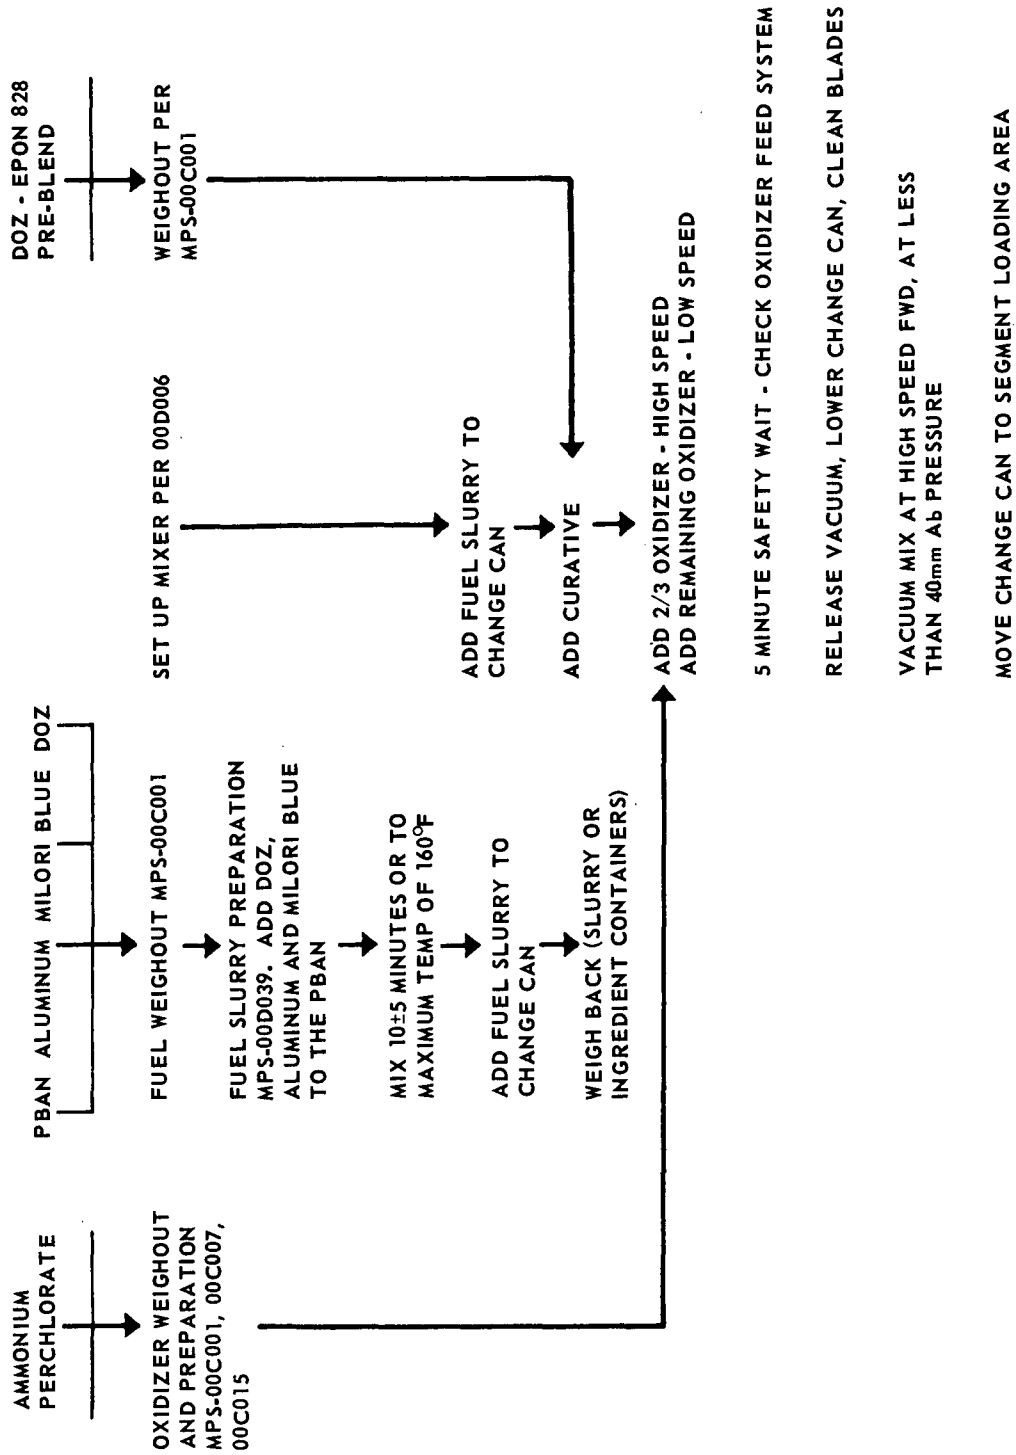 AMMONIUM
PERCHLORATE
OXIDIZER WEIGHOUT
AND PREPARATION
MPS-00C001, 00C007,
00C015
PBAN ALUMINUM MILORI BLUE DOZ
FUEL WEIGHOUT MPS-00C001
FUEL SLURRY PREPARATION
MPS-00D039. ADD DOZ,
ALUMINUM AND MILORI BLUE
TO THE PBAN
MIX 10±5 MINUTES OR TO
MAXIMUM TEMP OF 160°F
ADD FUEL SLURRY TO
CHANGE CAN
WEIGH BACK (SLURRY OR
INGREDIENT CONTAINERS)
SET UP MIXER PER 00D006
ADD FUEL SLURRY TO
CHANGE CAN
ADD CURATIVE
DOZ - EPON 828
PRE-BLEND
WEIGHOUT PER
MPS-00C001
ADD 2/3 OXIDIZER - HIGH SPEED
ADD REMAINING OXIDIZER - LOW SPEED
5 MINUTE SAFETY WAIT - CHECK OXIDIZER FEED SYSTEM
RELEASE VACUUM, LOWER CHANGE CAN, CLEAN BLADES
VACUUM MIX AT HIGH SPEED FWD, AT LESS
THAN 40mm Ab PRESSURE
MOVE CHANGE CAN TO SEGMENT LOADING AREA